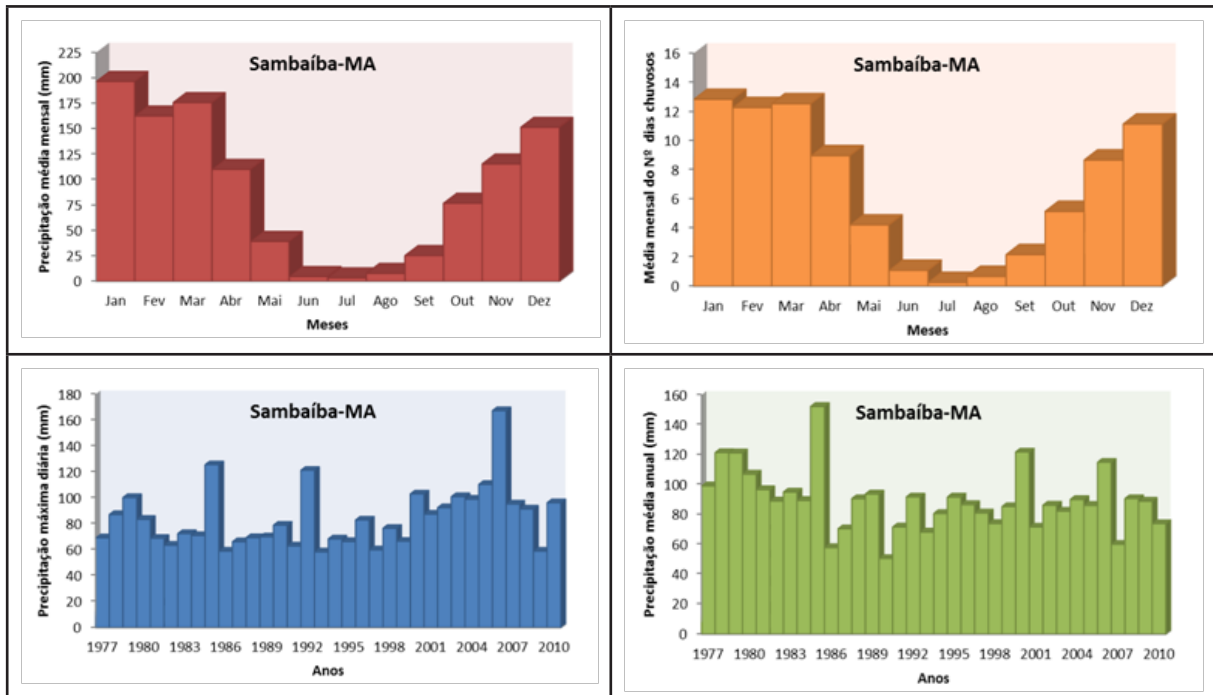 Sambaíba-MA
Precipitação média mensal (mm)
225
200
175
150
125
100
75
50
25
0
Jan Fev Mar Abr Mai Jun Jul Ago Set Out Nov Dez
Meses
Sambaíba-MA
Média mensal do Nº dias chuvosos
16
14
12
10
8
6
4
2
0
Jan Fev Mar Abr Mai Jun Jul Ago Set Out Nov Dez
Meses
Sambaíba-MA
Precipitação máxima diária (mm)
180
160
140
120
100
80
60
40
20
0
1977 1980 1983 1986 1989 1992 1995 1998 2001 2004 2007 2010
Anos
Sambaíba-MA
Precipitação média anual (mm)
160
140
120
100
80
60
40
20
0
1977 1980 1983 1986 1989 1992 1995 1998 2001 2004 2007 2010
Anos